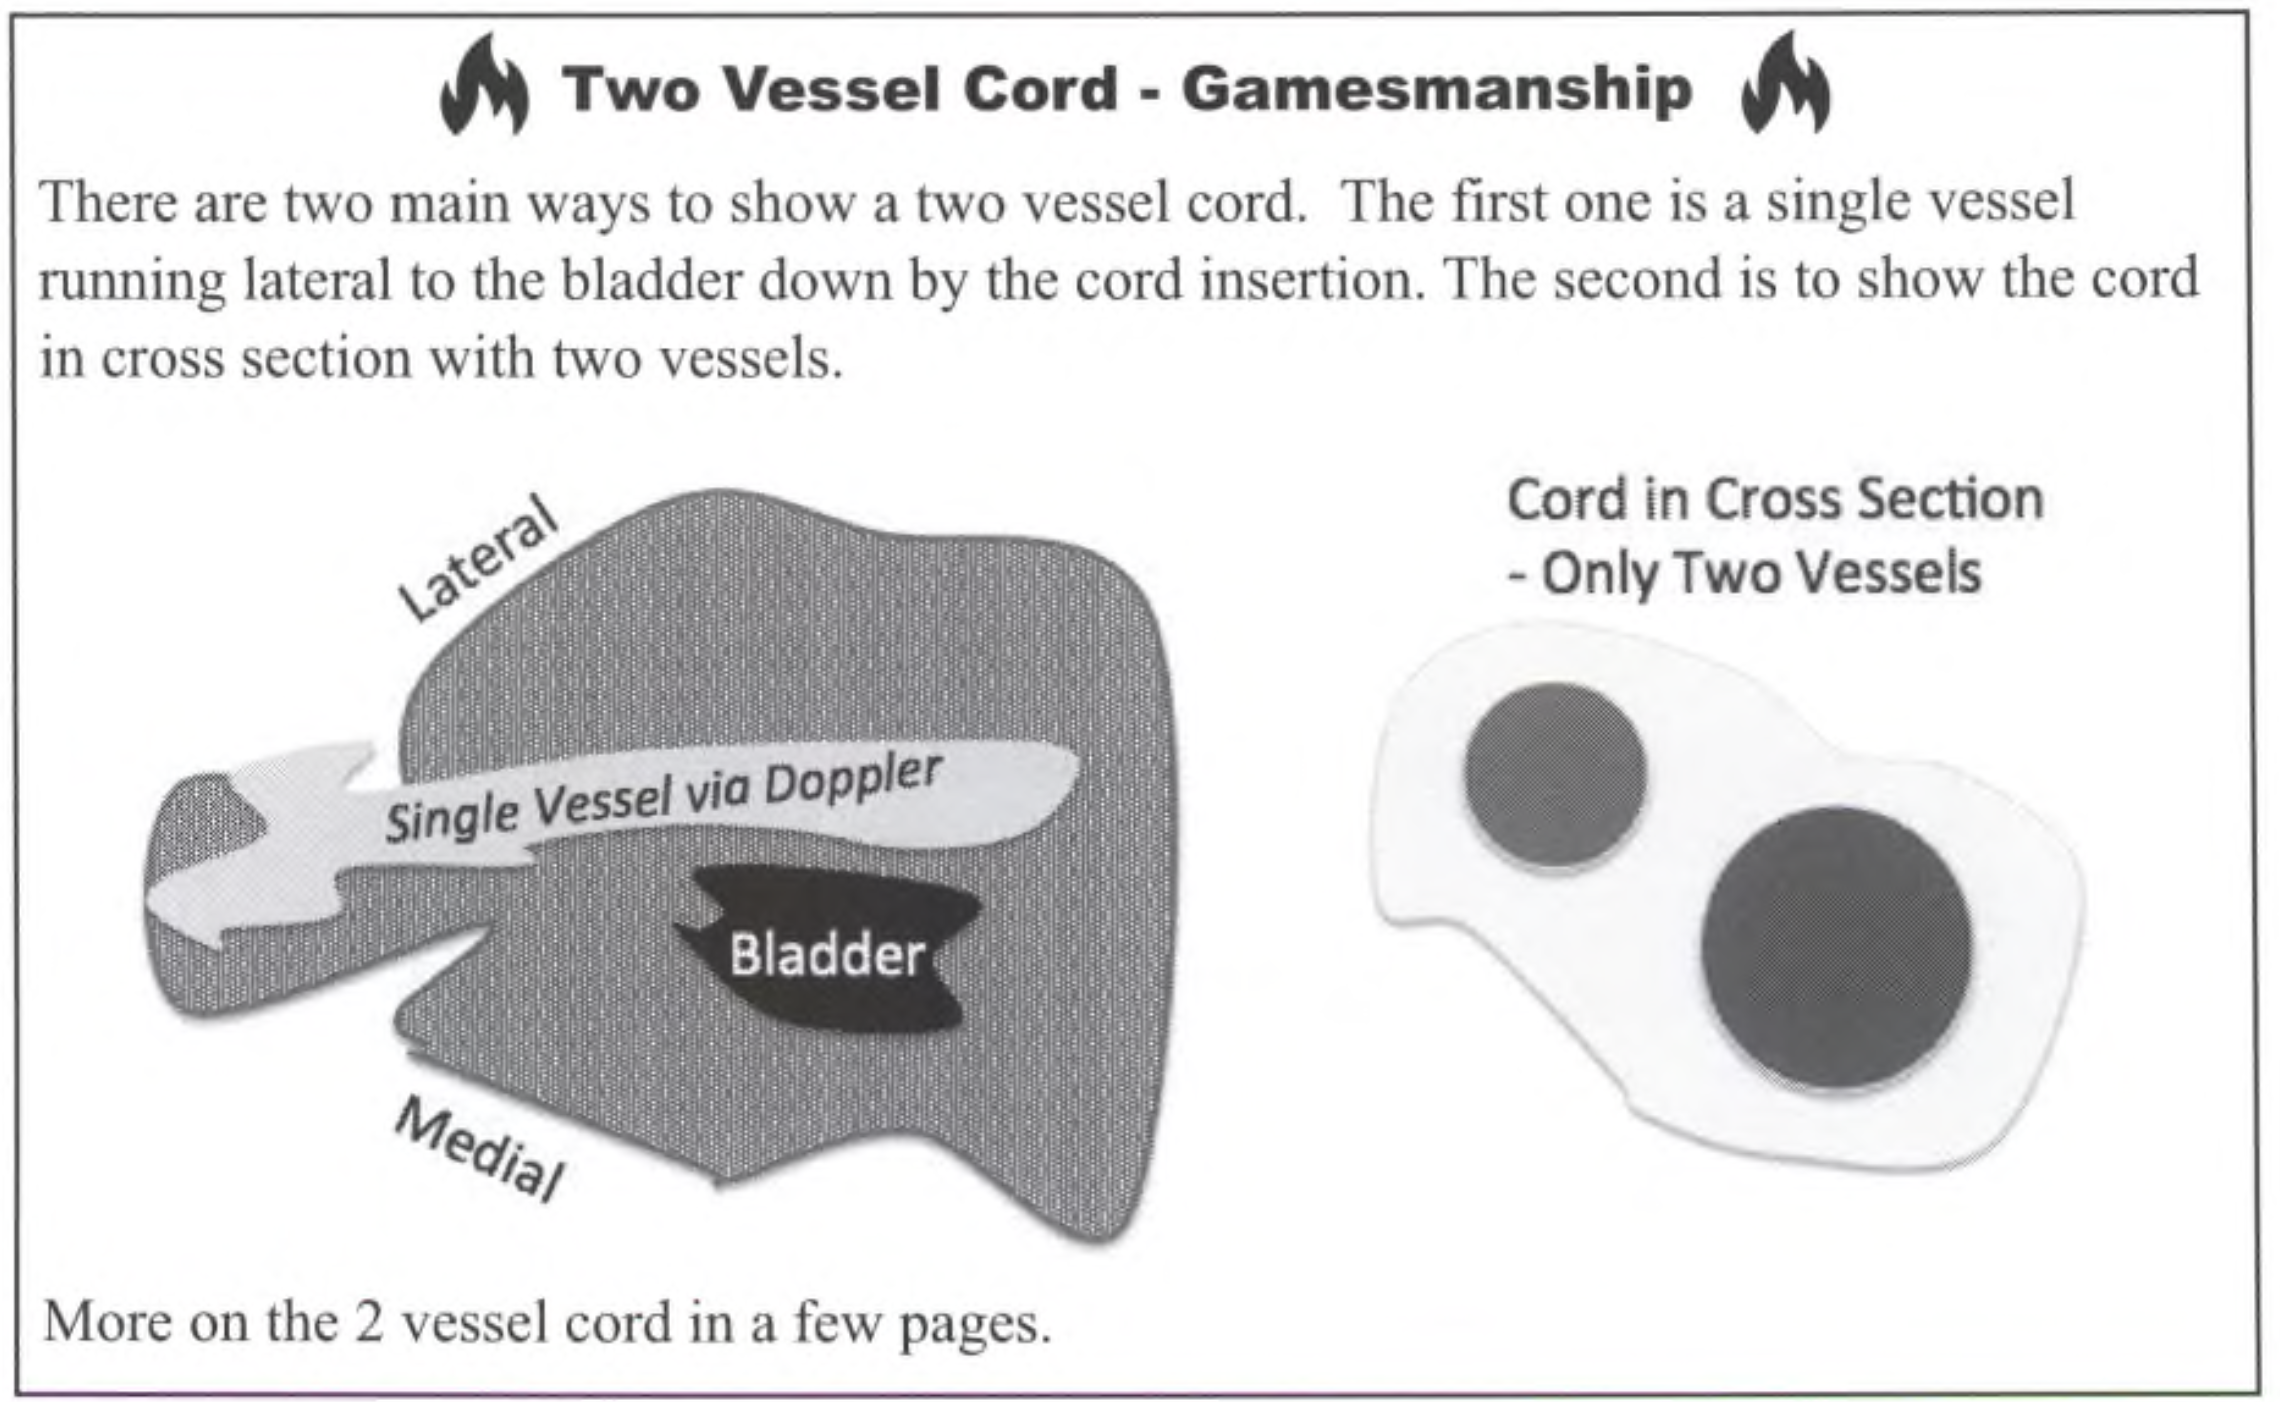 Two Vessel Cord - Gamesmanship
There are two main ways to show a two vessel cord. The first one is a single vessel
running lateral to the bladder down by the cord insertion. The second is to show the cord
in cross section with two vessels.
Lateral
Single Vessel via Doppler
Bladder
Medial
Cord in Cross Section
- Only Two Vessels
More on the 2 vessel cord in a few pages.